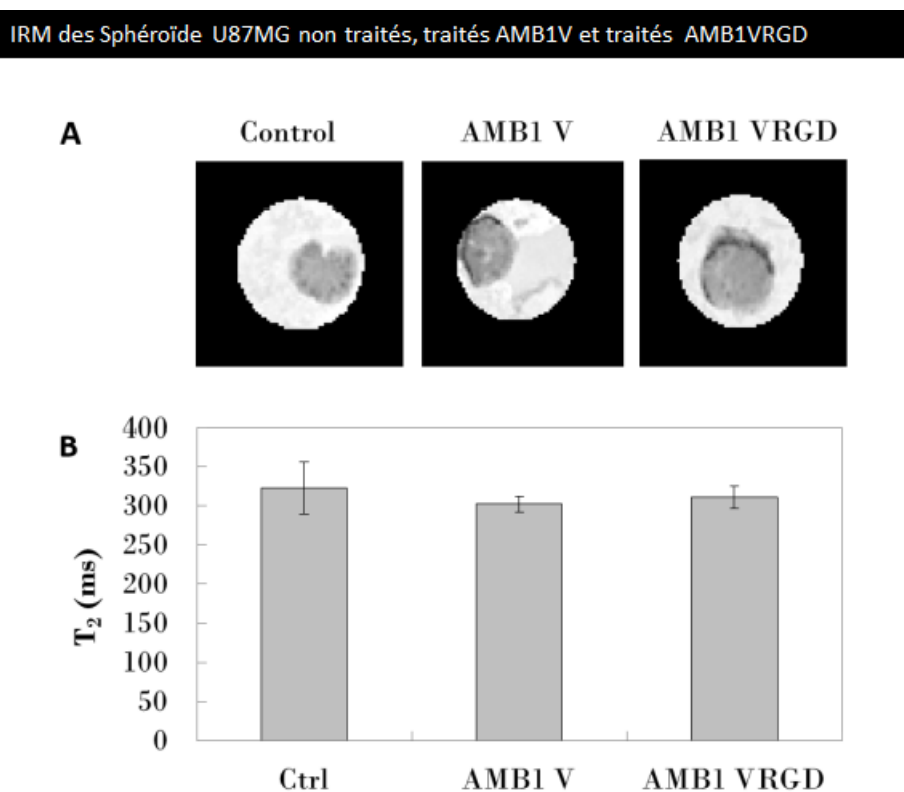 IRM des Sphéroïde U87MG non traités, traités AMB1V et traités AMB1VRGD
A
Control
AMB1 V
AMB1 VRGD
B
T2 (ms)
400
350
300
250
200
150
100
50
0
Ctrl
AMB1 V
AMB1 VRGD